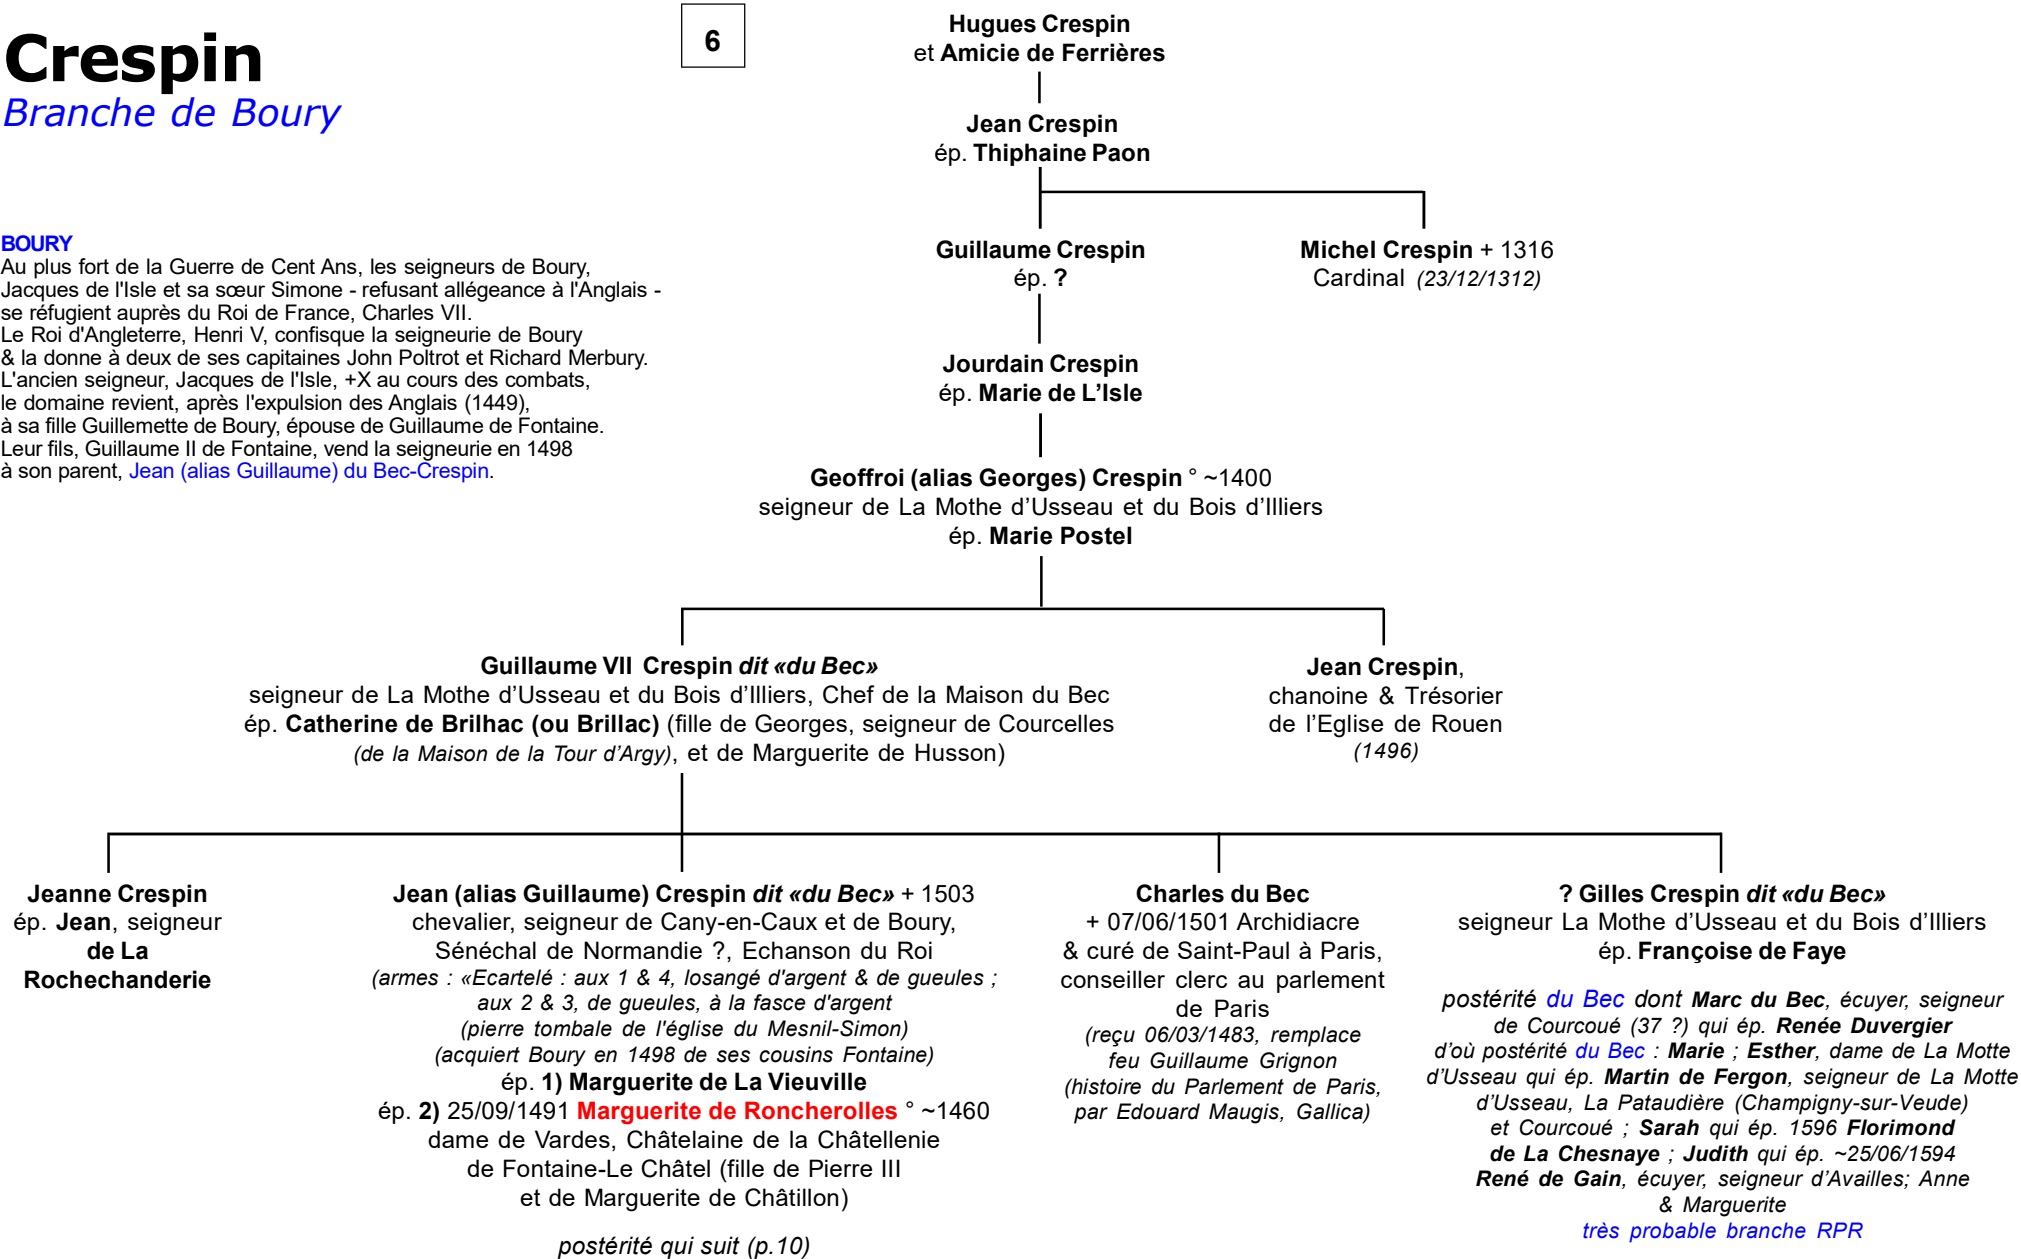 Crespin
Branche de Boury
6
Hugues Crespin
et Amicie de Ferrières
Jean Crespin
ép. Thiphaine Paon
BOURY
Au plus fort de la Guerre de Cent Ans, les seigneurs de Boury,
Jacques de l'Isle et sa sœur Simone - refusant allégeance à l'Anglais -
se réfugient auprès du Roi de France, Charles VII.
Le Roi d'Angleterre, Henri V, confisque la seigneurie de Boury
& la donne à deux de ses capitaines John Poltrot et Richard Merbury.
L'ancien seigneur, Jacques de l'Isle, +X au cours des combats,
le domaine revient, après l'expulsion des Anglais (1449),
à sa fille Guillemette de Boury, épouse de Guillaume de Fontaine.
Leur fils, Guillaume II de Fontaine, vend la seigneurie en 1498
à son parent, Jean (alias Guillaume) du Bec-Crespin.
Guillaume Crespin
ép. ?
Michel Crespin + 1316
Cardinal (23/12/1312)
Jourdain Crespin
ép. Marie de L’Isle
Geoffroi (alias Georges) Crespin ° ~1400
seigneur de La Mothe d’Usseau et du Bois d’Illiers
ép. Marie Postel
Guillaume VII Crespin dit «du Bec»
seigneur de La Mothe d’Usseau et du Bois d’Illiers, Chef de la Maison du Bec
ép. Catherine de Brilhac (ou Brillac) (fille de Georges, seigneur de Courcelles
(de la Maison de la Tour d’Argy), et de Marguerite de Husson)
Jean Crespin,
chanoine & Trésorier
de l’Eglise de Rouen
(1496)
Jeanne Crespin
ép. Jean, seigneur
de La
Rochechanderie
Jean (alias Guillaume) Crespin dit «du Bec» + 1503
chevalier, seigneur de Cany-en-Caux et de Boury,
Sénéchal de Normandie ?, Echanson du Roi
(armes : «Ecartelé : aux 1 & 4, losangé d'argent & de gueules ;
aux 2 & 3, de gueules, à la fasce d'argent
(pierre tombale de l'église du Mesnil-Simon)
(acquiert Boury en 1498 de ses cousins Fontaine)
ép. 1) Marguerite de La Vieuville
ép. 2) 25/09/1491 Marguerite de Roncherolles ° ~1460
dame de Vardes, Châtelaine de la Châtellenie
de Fontaine-Le Châtel (fille de Pierre III
et de Marguerite de Châtillon)
postérité qui suit (p.10)
Charles du Bec
+ 07/06/1501 Archidiacre
& curé de Saint-Paul à Paris,
conseiller clerc au parlement
de Paris
(reçu 06/03/1483, remplace
feu Guillaume Grignon
(histoire du Parlement de Paris,
par Edouard Maugis, Gallica)
? Gilles Crespin dit «du Bec»
seigneur La Mothe d’Usseau et du Bois d’Illiers
ép. Françoise de Faye
postérité du Bec dont Marc du Bec, écuyer, seigneur
de Courcoué (37 ?) qui ép. Renée Duvergier
d’où postérité du Bec : Marie ; Esther, dame de La Motte
d’Usseau qui ép. Martin de Fergon, seigneur de La Motte
d’Usseau, La Pataudière (Champigny-sur-Veude)
et Courcoué ; Sarah qui ép. 1596 Florimond
de La Chesnaye ; Judith qui ép. ~25/06/1594
René de Gain, écuyer, seigneur d’Availles; Anne
& Marguerite
très probable branche RPR